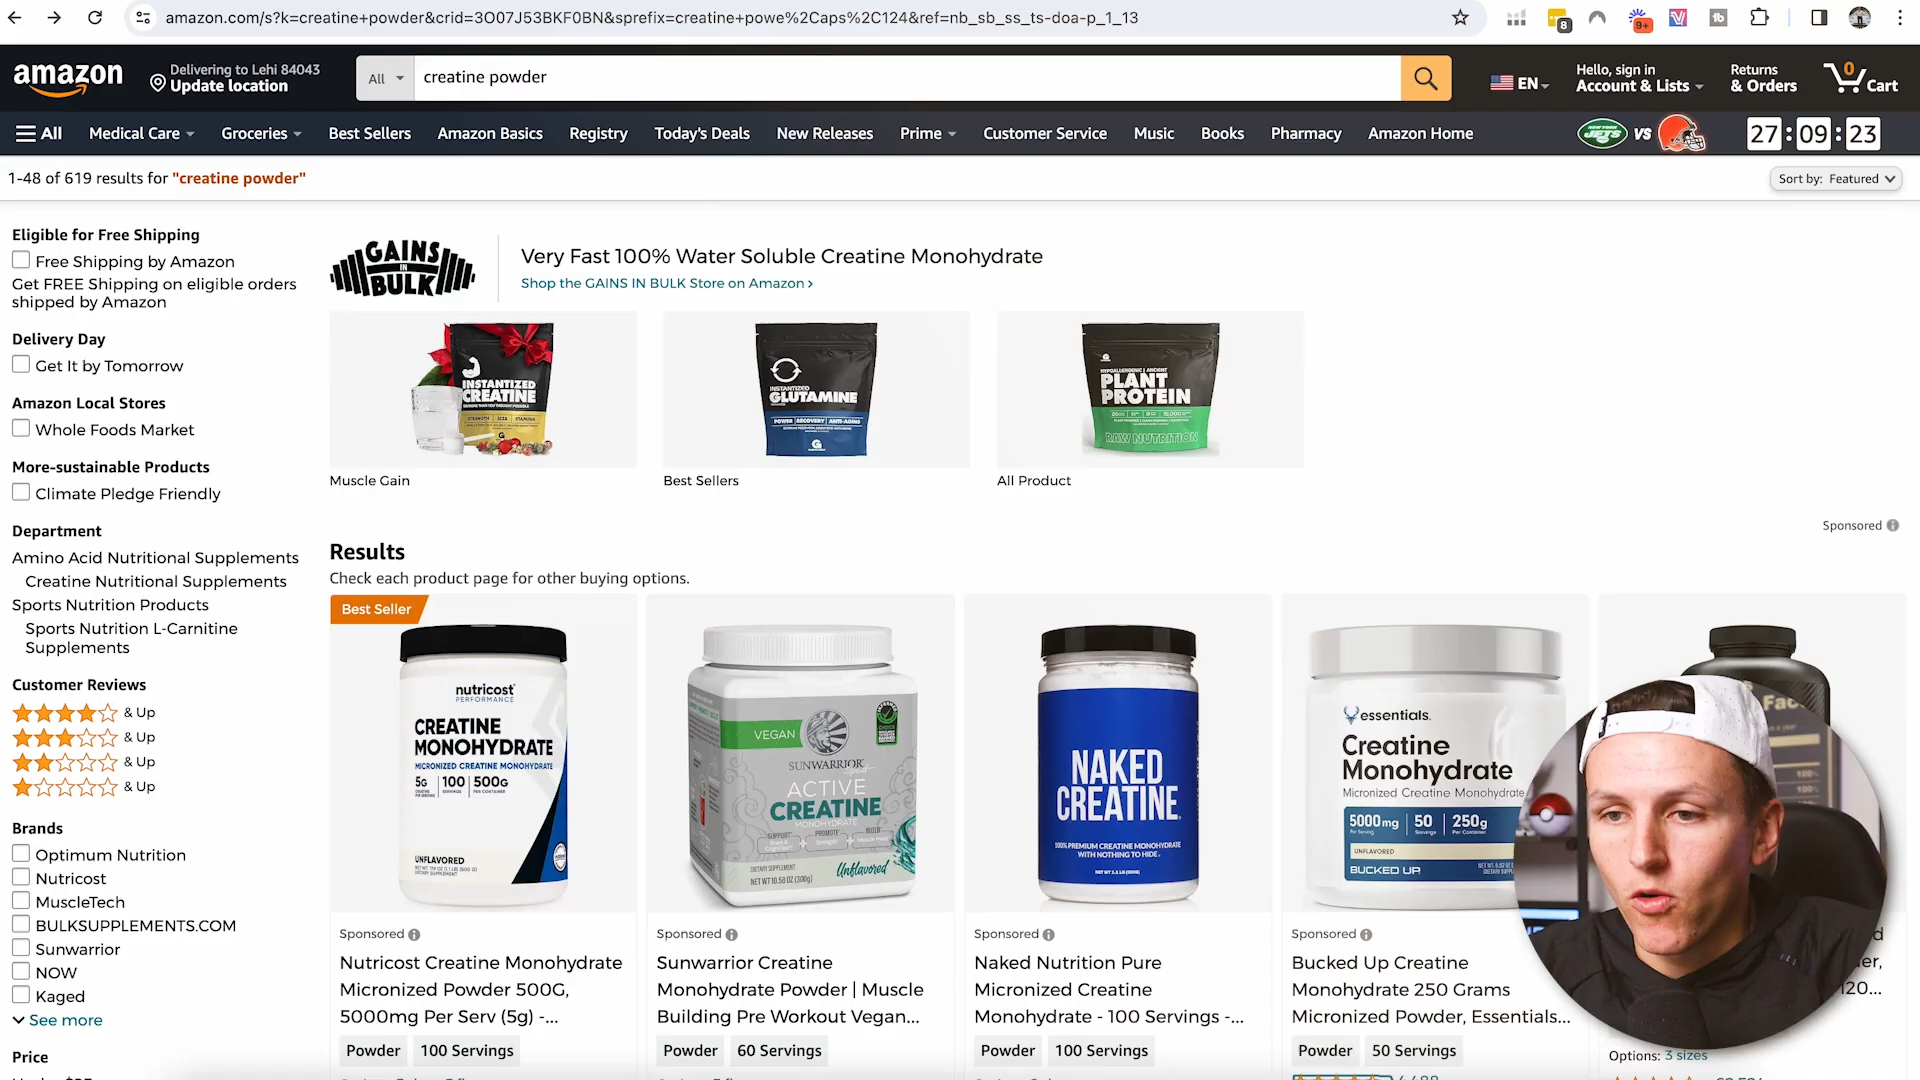 amazon.com/s?k=creatine+powder&crid=3O07J53BKF0BN&sprefix=creatine+powe%2Caps%2C124&ref=nb_sb_ss_ts-doa-p_1_13
8
9+
amazon
Delivering to Lehi 84043
Update location
All
creatine powder
EN
Hello, sign in
Account & Lists
Returns
& Orders
0
Cart
All
Medical Care
Groceries
Best Sellers
Amazon Basics
Registry
Today's Deals
New Releases
Prime
Customer Service
Music
Books
Pharmacy
Amazon Home
JETS
VS
27:09:23
1-48 of 619 results for "creatine powder"
Sort by: Featured
Eligible for Free Shipping
Free Shipping by Amazon
Get FREE Shipping on eligible orders
shipped by Amazon
Delivery Day
Get It by Tomorrow
Amazon Local Stores
Whole Foods Market
More-sustainable Products
Climate Pledge Friendly
Department
Amino Acid Nutritional Supplements
Creatine Nutritional Supplements
Sports Nutrition Products
Sports Nutrition L-Carnitine
Supplements
Customer Reviews
& Up
& Up
& Up
& Up
Brands
Optimum Nutrition
Nutricost
MuscleTech
BULKSUPPLEMENTS.COM
Sunwarrior
NOW
Kaged
See more
Price
GAINS
IN
BULK
Very Fast 100% Water Soluble Creatine Monohydrate
Shop the GAINS IN BULK Store on Amazon ›
INSTANTIZED
CREATINE
STRENGTH SIZE STAMINA
INSTANTIZED
GLUTAMINE
POWER RECOVERY ANTI-AGING
HYPOALLERGENIC | ANCIENT
PLANT
PROTEIN
RAW NUTRITION
Muscle Gain
Best Sellers
All Product
Sponsored
Results
Check each product page for other buying options.
Best Seller
nutricost
PERFORMANCE
CREATINE
MONOHYDRATE
MICRONIZED CREATINE MONOHYDRATE
5G 100 500G
SERVINGS PER CONTAINER
UNFLAVORED
VEGAN
SUNWARRIOR
Sport
ACTIVE
CREATINE
MONOHYDRATE
SUPPORT PROMOTE BUILD
DIETARY SUPPLEMENT
NET WT 10.58 OZ (300g)
Unflavored
NAKED
CREATINE
100% PREMIUM CREATINE MONOHYDRATE
WITH NOTHING TO HIDE.
NET WT 1.1 LB (500G)
essentials.
Creatine
Monohydrate
Micronized Creatine Monohydrate
5000mg 50 250g
Per Serving Servings Per Container
UNFLAVORED
BUCKED UP
Sponsored
Nutricost Creatine Monohydrate
Micronized Powder 500G,
5000mg Per Serv (5g) -...
Powder
100 Servings
Sponsored
Sunwarrior Creatine
Monohydrate Powder | Muscle
Building Pre Workout Vegan...
Powder
60 Servings
Sponsored
Naked Nutrition Pure
Micronized Creatine
Monohydrate - 100 Servings -...
Powder
100 Servings
Sponsored
Bucked Up Creatine
Monohydrate 250 Grams
Micronized Powder, Essentials...
Powder
50 Servings
Options: 3 sizes